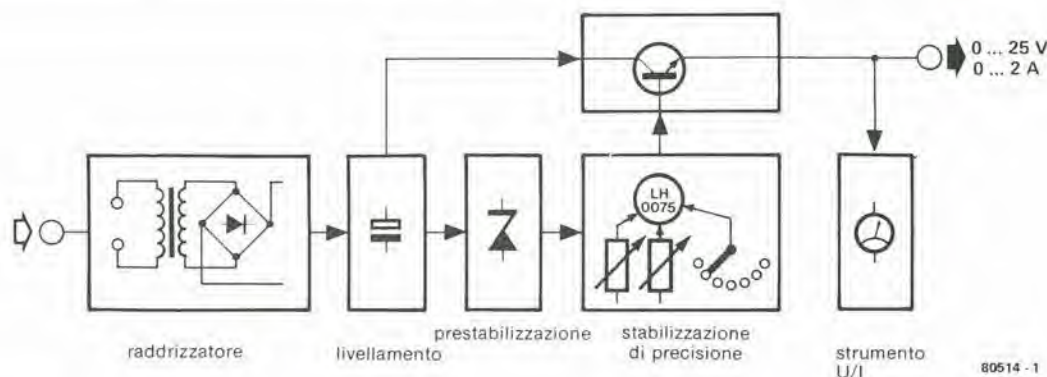 0 ... 25 V
0 ... 2 A
LH
0075
raddrizzatore
livellamento
prestabilizzazione
stabilizzazione
di precisione
strumento
U/I
80514 - 1